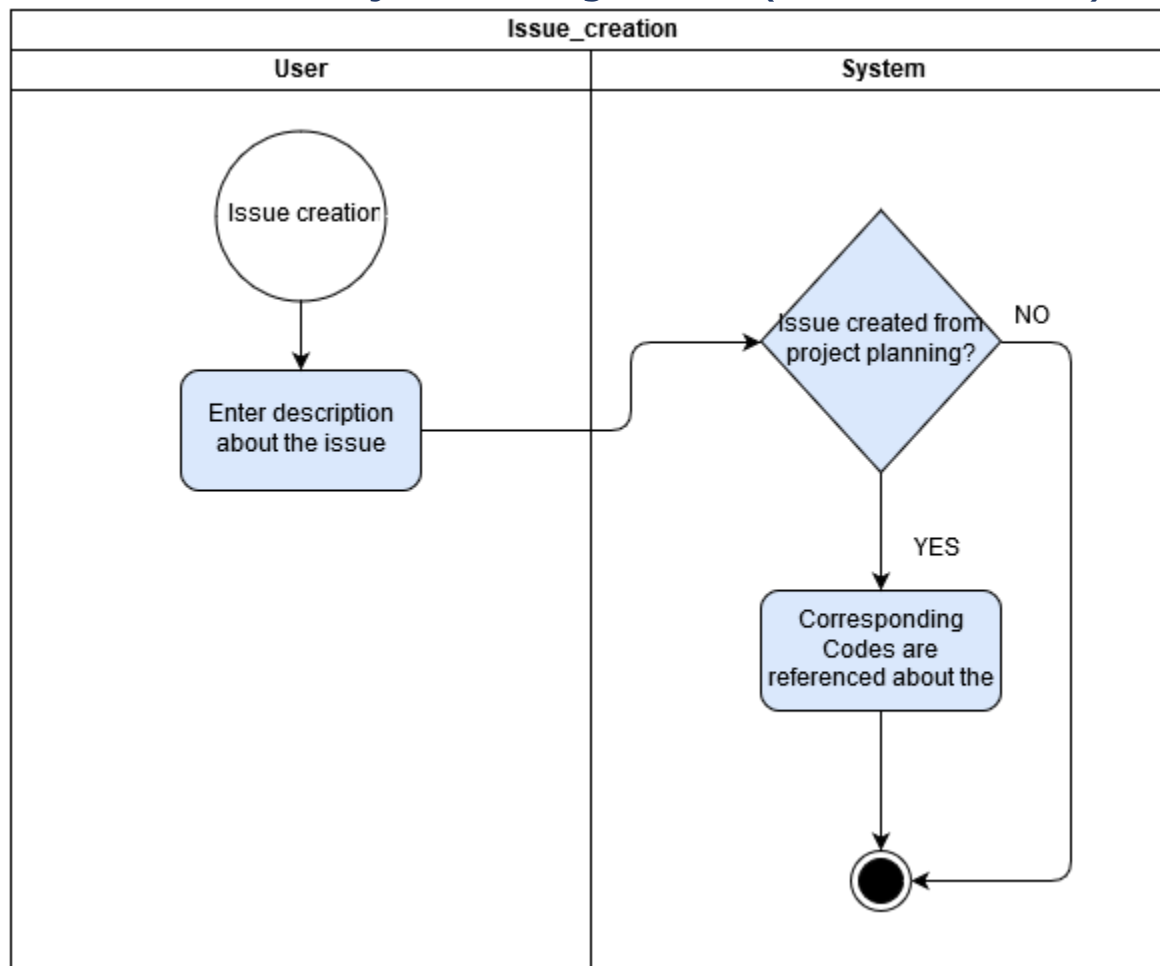 Issue_creation
User
System
Issue creation
Issue created from
project planning?
NO
Enter description
about the issue
YES
Corresponding
Codes are
referenced about the